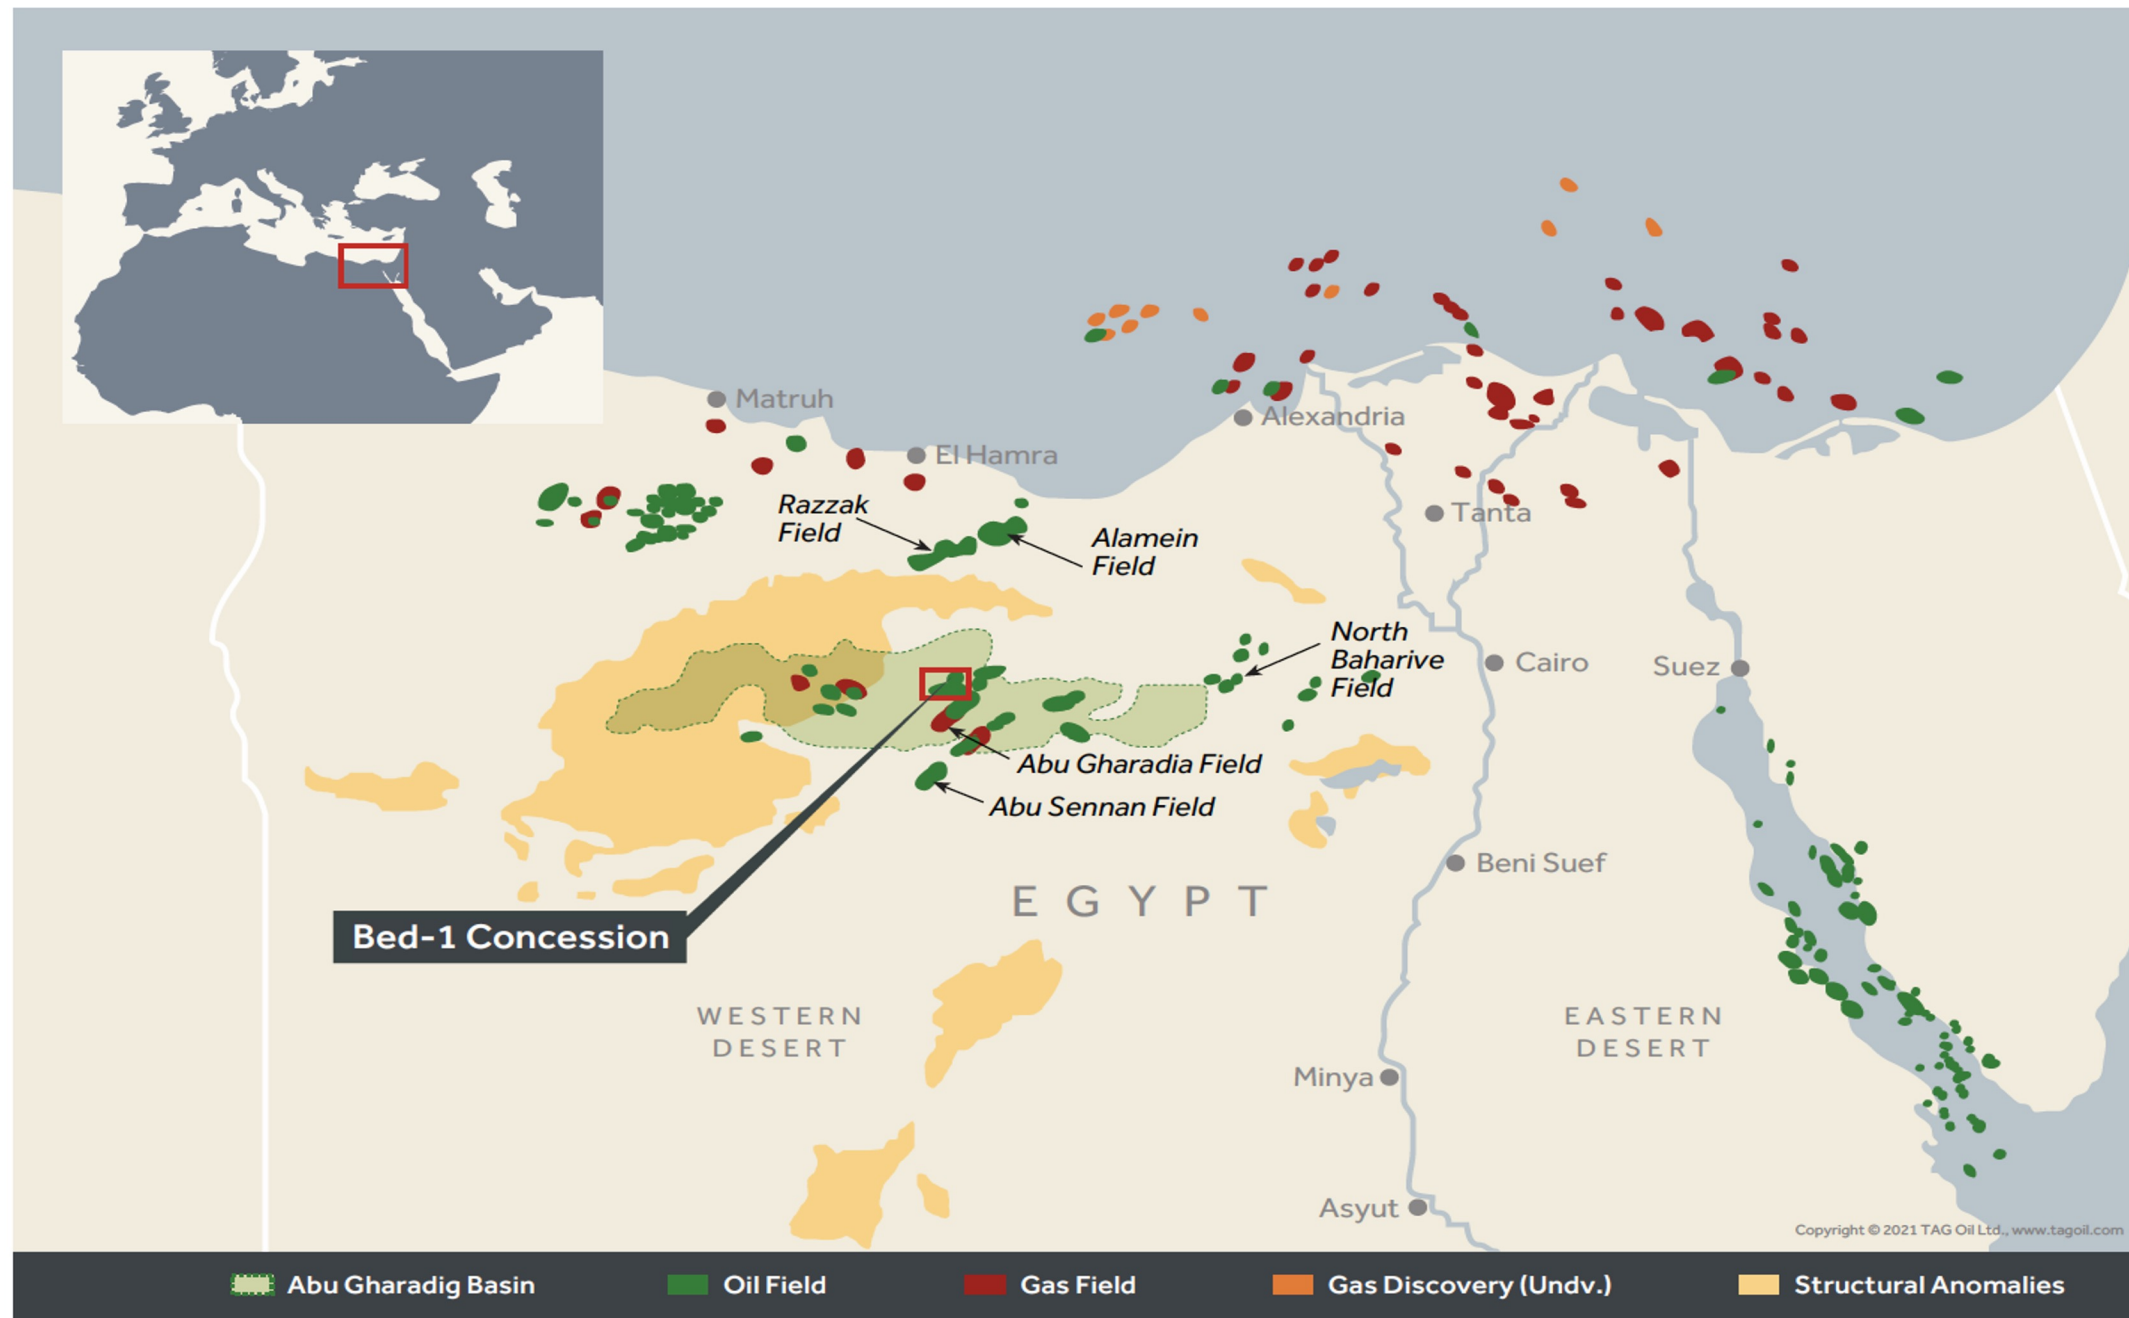 Matruh
Alexandria
El Hamra
Razzak
Field
Tanta
Alamein
Field
North
Baharive
Field
Cairo
Suez
Abu Gharadia Field
Abu Sennan Field
Beni Suef
EGYPT
Bed-1 Concession
WESTERN
DESERT
EASTERN
DESERT
Minya
Asyut
Copyright © 2021 TAG Oil Ltd., www.tagoil.com
Abu Gharadig Basin
Oil Field
Gas Field
Gas Discovery (Undv.)
Structural Anomalies